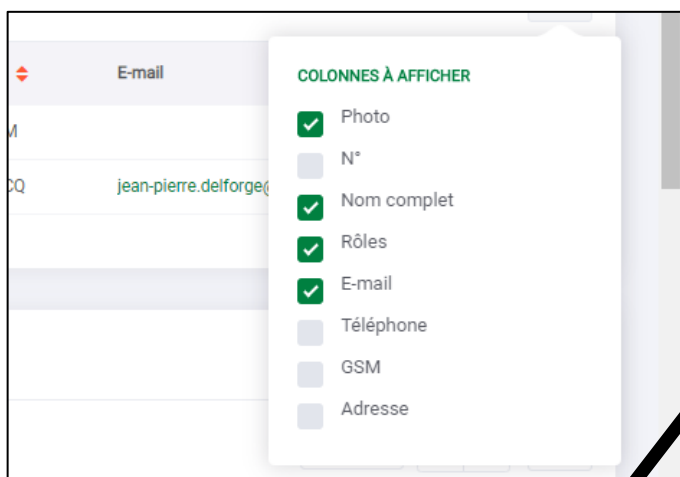 E-mail
COLONNES À AFFICHER
Photo
N°
Nom complet
Rôles
E-mail
Téléphone
GSM
Adresse
M
CQ
jean-pierre.delforge@